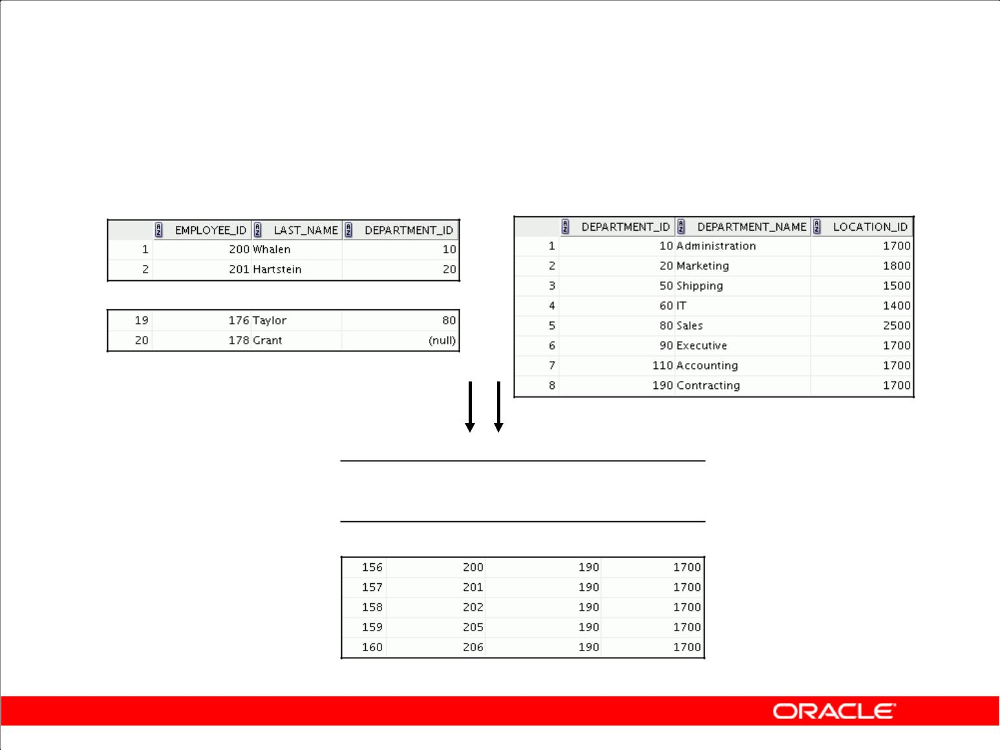 EMPLOYEE_ID LAST_NAME DEPARTMENT_ID
1 200 Whalen 10
2 201 Hartstein 20
19 176 Taylor 80
20 178 Grant (null)
DEPARTMENT_ID DEPARTMENT_NAME LOCATION_ID
1 10 Administration 1700
2 20 Marketing 1800
3 50 Shipping 1500
4 60 IT 1400
5 80 Sales 2500
6 90 Executive 1700
7 110 Accounting 1700
8 190 Contracting 1700
156 200 190 1700
157 201 190 1700
158 202 190 1700
159 205 190 1700
160 206 190 1700
ORACLE